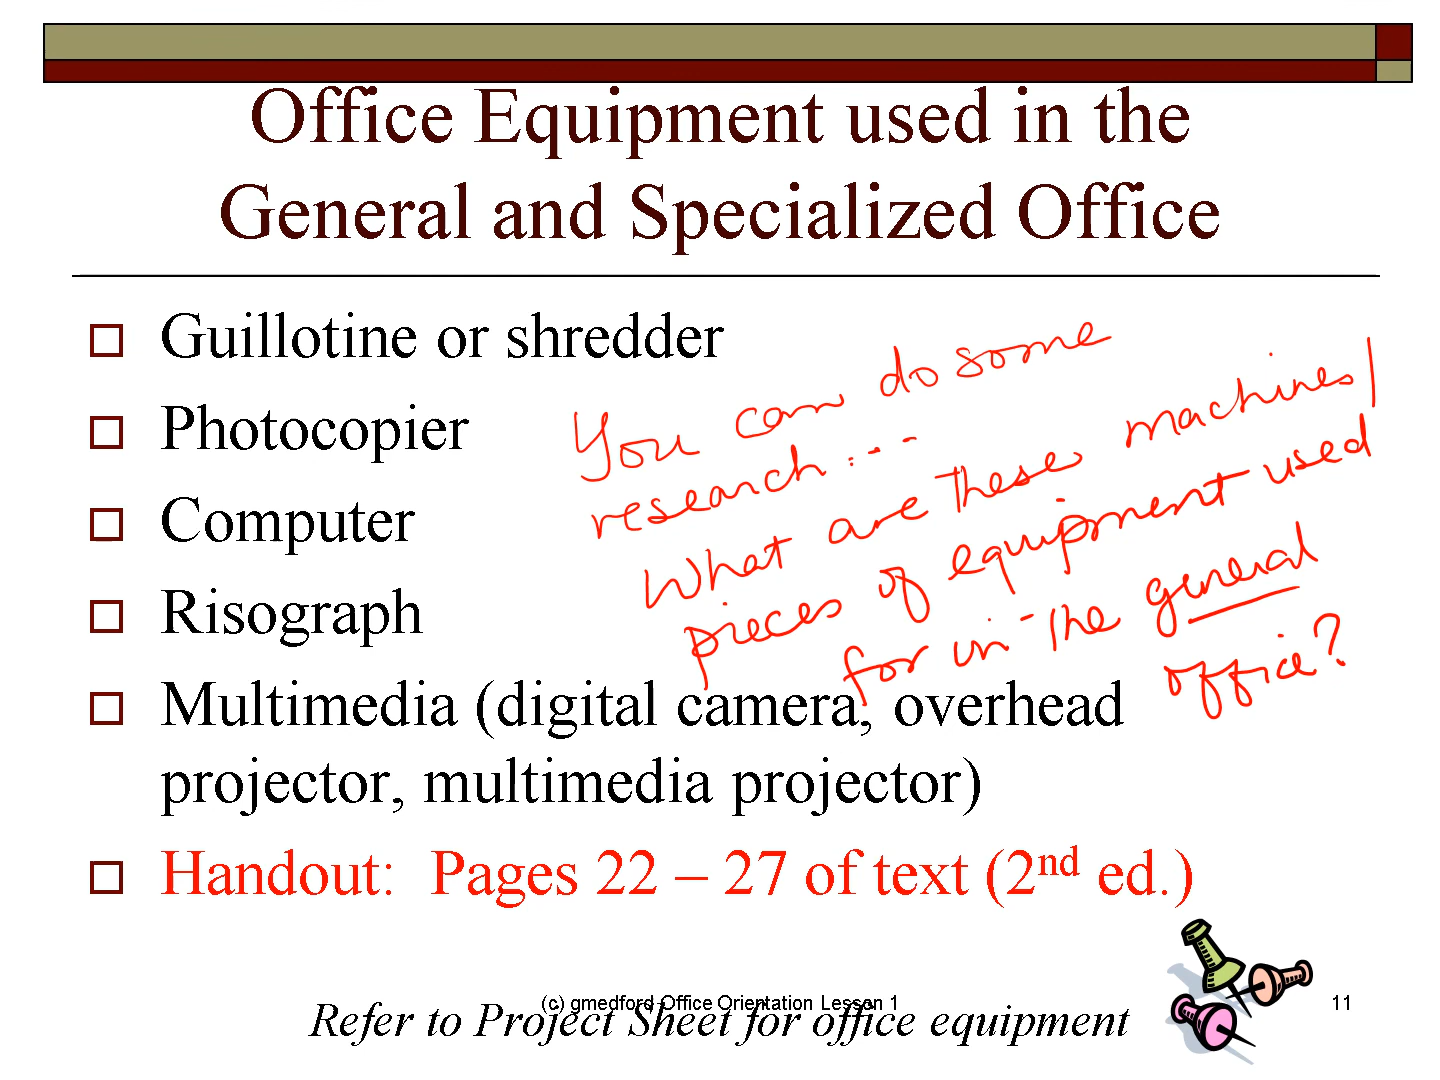 Office Equipment used in the
General and Specialized Office
Guillotine or shredder
Photocopier
Computer
Risograph
Multimedia (digital camera, overhead
projector, multimedia projector)
Handout: Pages 22 – 27 of text (2nd ed.)
You can do some
research...
What are these machines/
pieces of equipment used
for in the general
office?
Refer to Project Sheet for office equipment
(c) gmedford Office Orientation Lesson 1
11